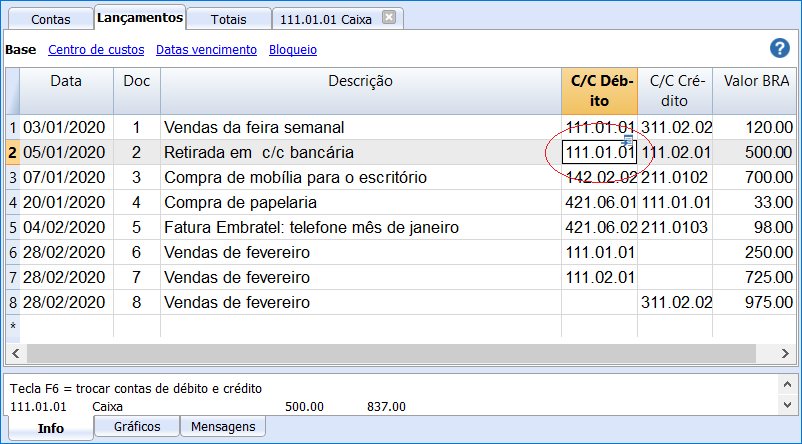 Contas Lançamentos Totais 111.01.01 Caixa
Base Centro de custos Datas vencimento Bloqueio ?
Data Doc Descrição C/C Déb- C/C Cré- Valor BRA
ito dito
1 03/01/2020 1 Vendas da feira semanal 111.01.01 311.02.02 120.00
2 05/01/2020 2 Retirada em c/c bancária 111.01.01 111.02.01 500.00
3 07/01/2020 3 Compra de mobília para o escritório 142.02.02 211.0102 700.00
4 20/01/2020 4 Compra de papelaria 421.06.01 111.01.01 33.00
5 04/02/2020 5 Fatura Embratel: telefone mês de janeiro 421.06.02 211.0103 98.00
6 28/02/2020 6 Vendas de fevereiro 111.01.01 250.00
7 28/02/2020 7 Vendas de fevereiro 111.02.01 725.00
8 28/02/2020 8 Vendas de fevereiro 311.02.02 975.00
*
Tecla F6 = trocar contas de débito e crédito
111.01.01 Caixa 500.00 837.00
Info Gráficos Mensagens